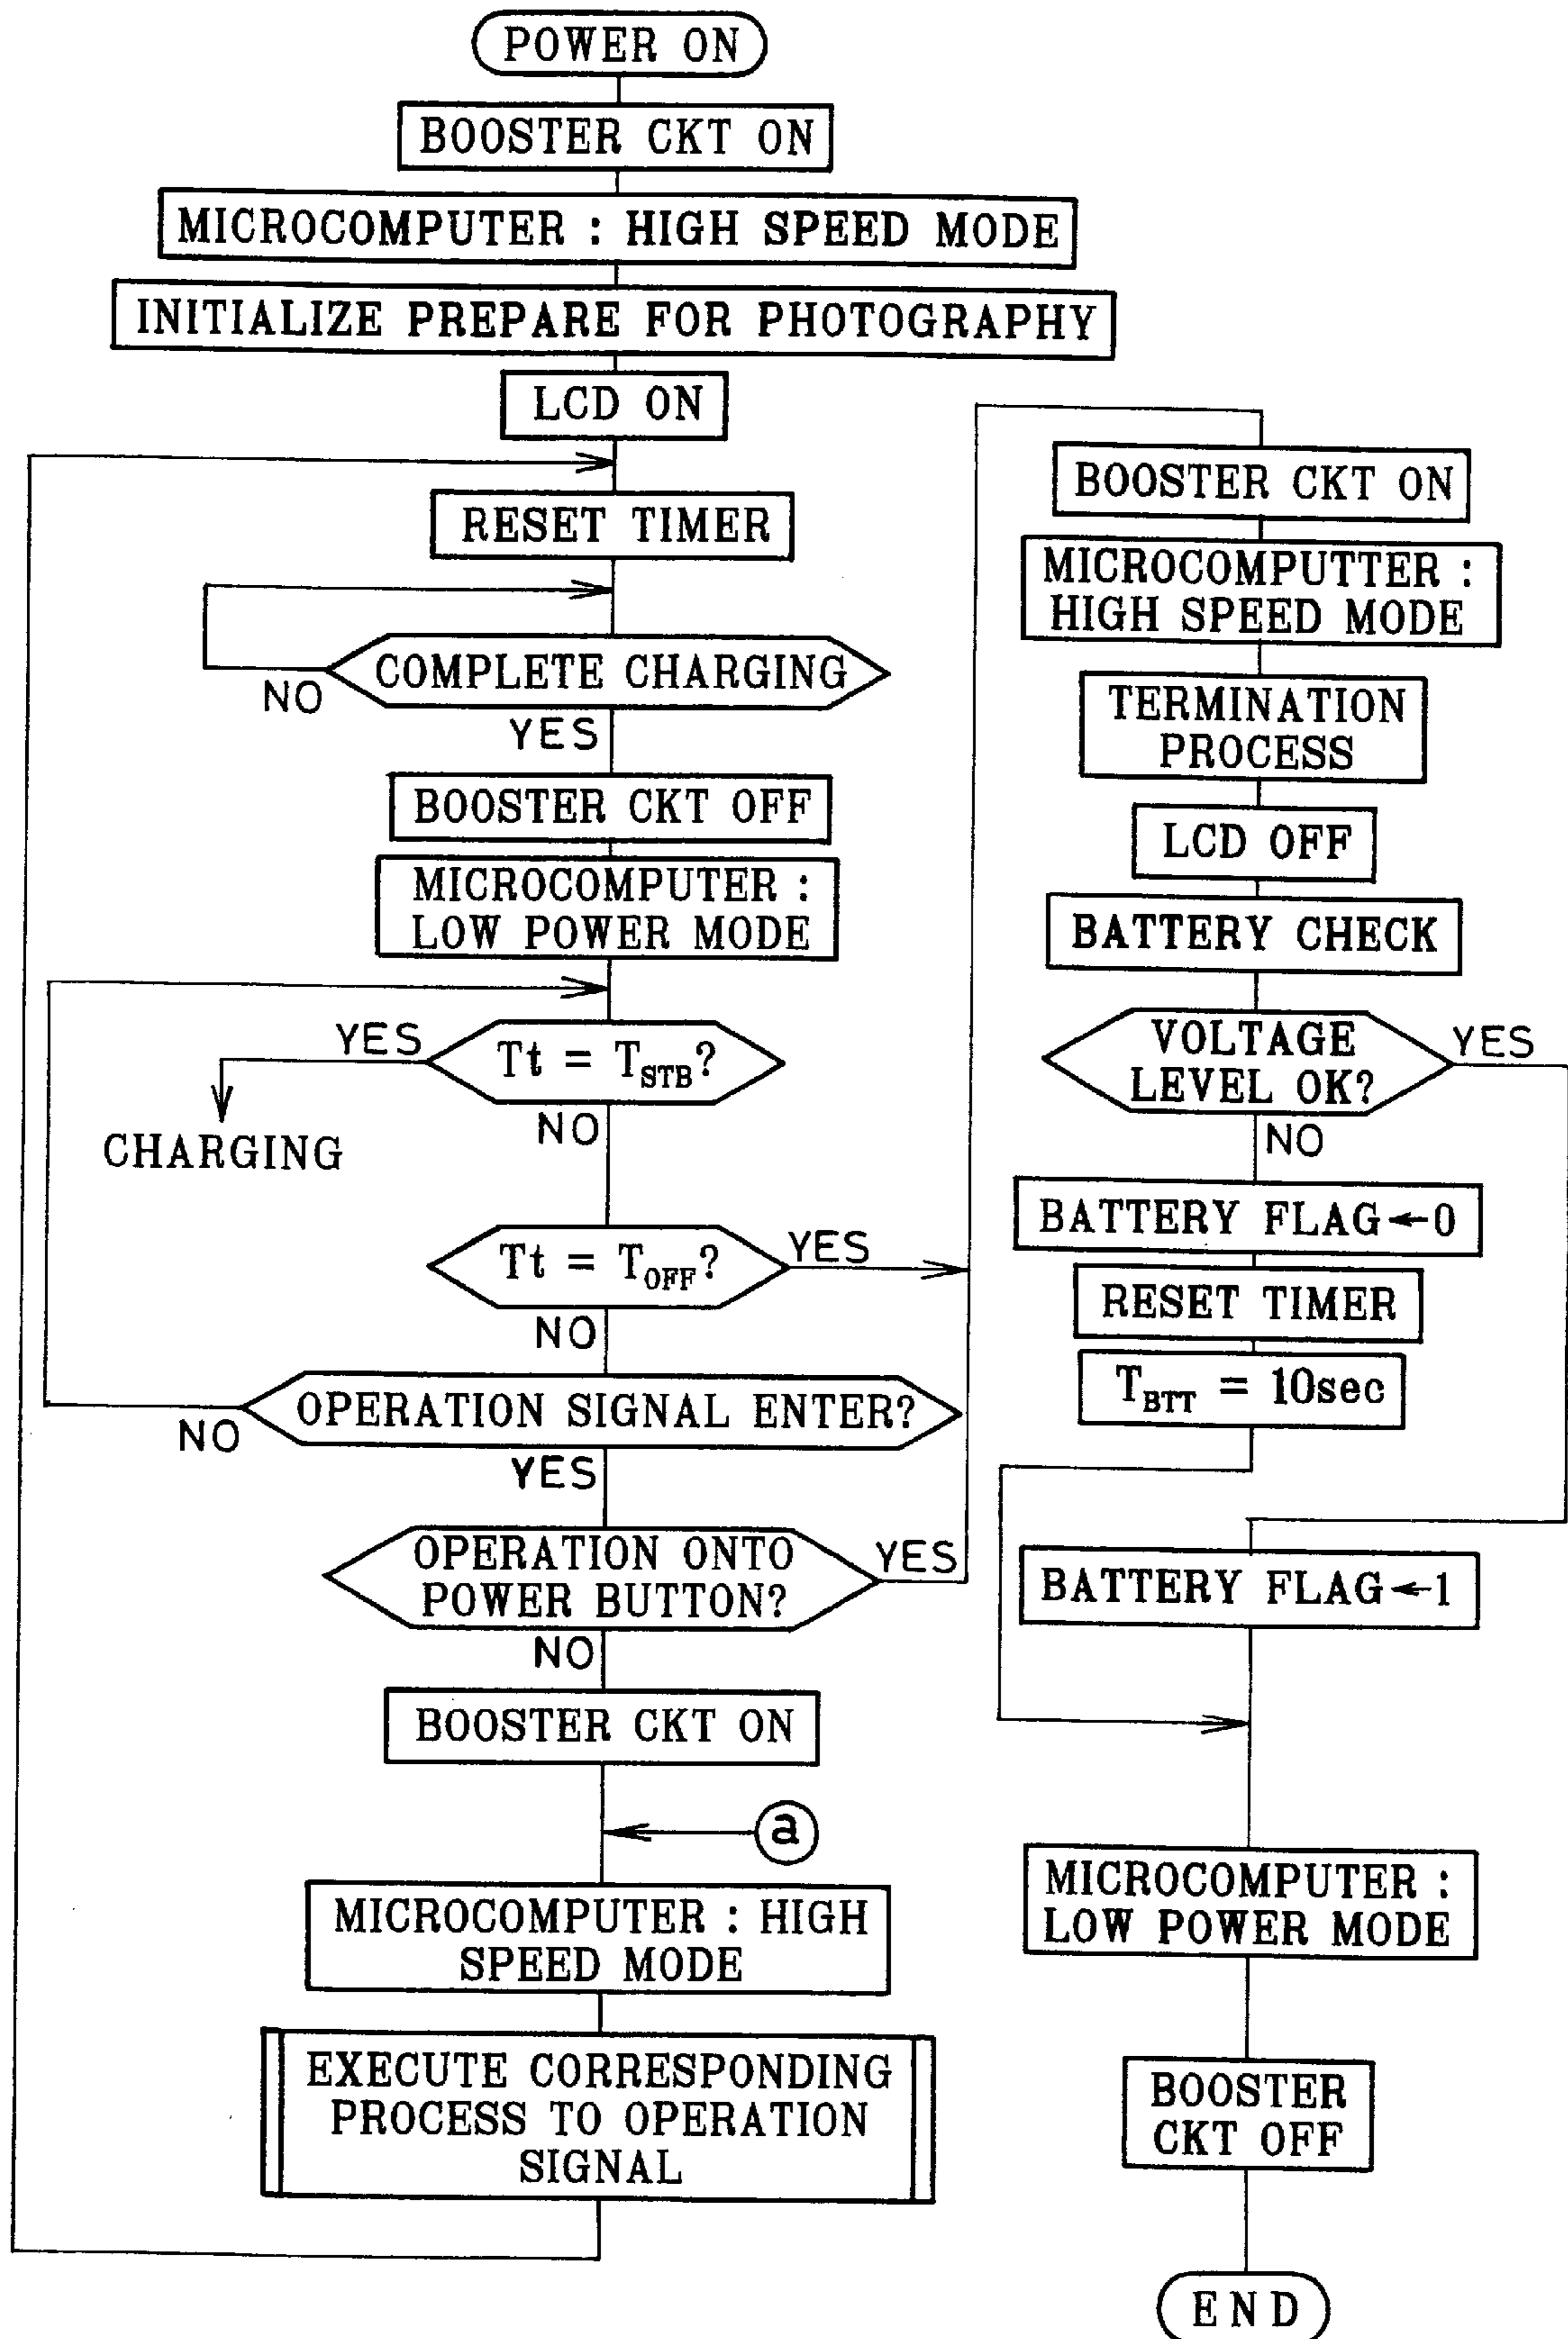 POWER ON
BOOSTER CKT ON
MICROCOMPUTER : HIGH SPEED MODE
INITIALIZE PREPARE FOR PHOTOGRAPHY
LCD ON
RESET TIMER
COMPLETE CHARGING
NO
YES
BOOSTER CKT OFF
MICROCOMPUTER :
LOW POWER MODE
YES
Tt = TSTB?
NO
CHARGING
Tt = TOFF?
YES
NO
OPERATION SIGNAL ENTER?
NO
YES
OPERATION ONTO
POWER BUTTON?
YES
NO
BOOSTER CKT ON
a
MICROCOMPUTER : HIGH
SPEED MODE
EXECUTE CORRESPONDING
PROCESS TO OPERATION
SIGNAL
BOOSTER CKT ON
MICROCOMPUTTER :
HIGH SPEED MODE
TERMINATION
PROCESS
LCD OFF
BATTERY CHECK
VOLTAGE
LEVEL OK?
YES
NO
BATTERY FLAG←0
RESET TIMER
TBTT = 10sec
BATTERY FLAG←1
MICROCOMPUTER :
LOW POWER MODE
BOOSTER
CKT OFF
END